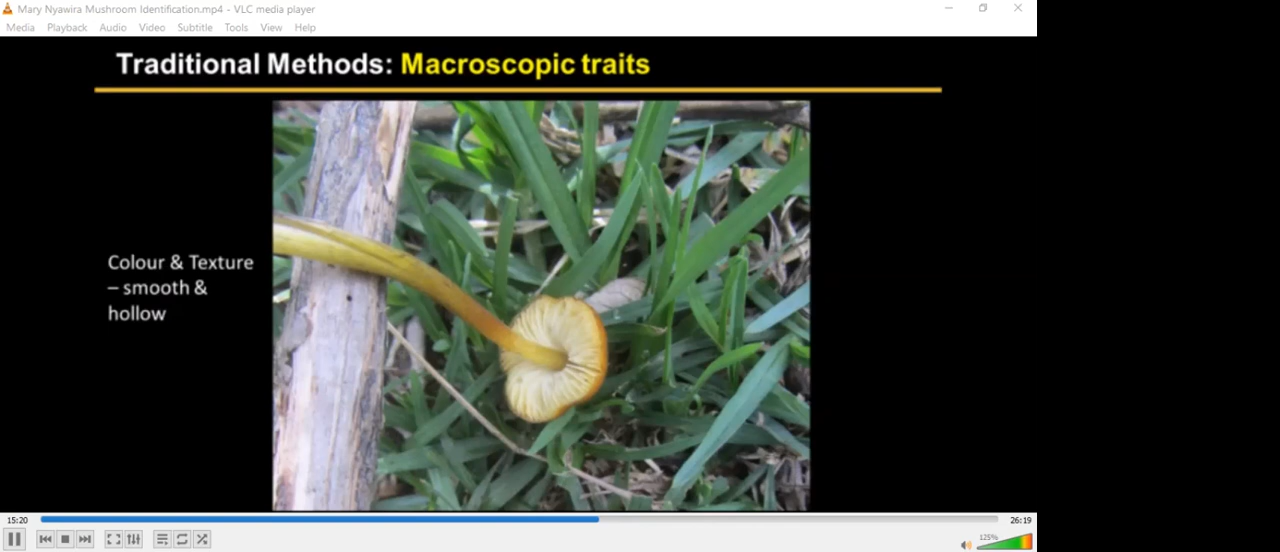 Mary Nyawira Mushroom Identification.mp4 - VLC media player
Media Playback Audio Video Subtitle Tools View Help
Traditional Methods: Macroscopic traits
Colour & Texture
– smooth &
hollow
15:20
26:19
125%